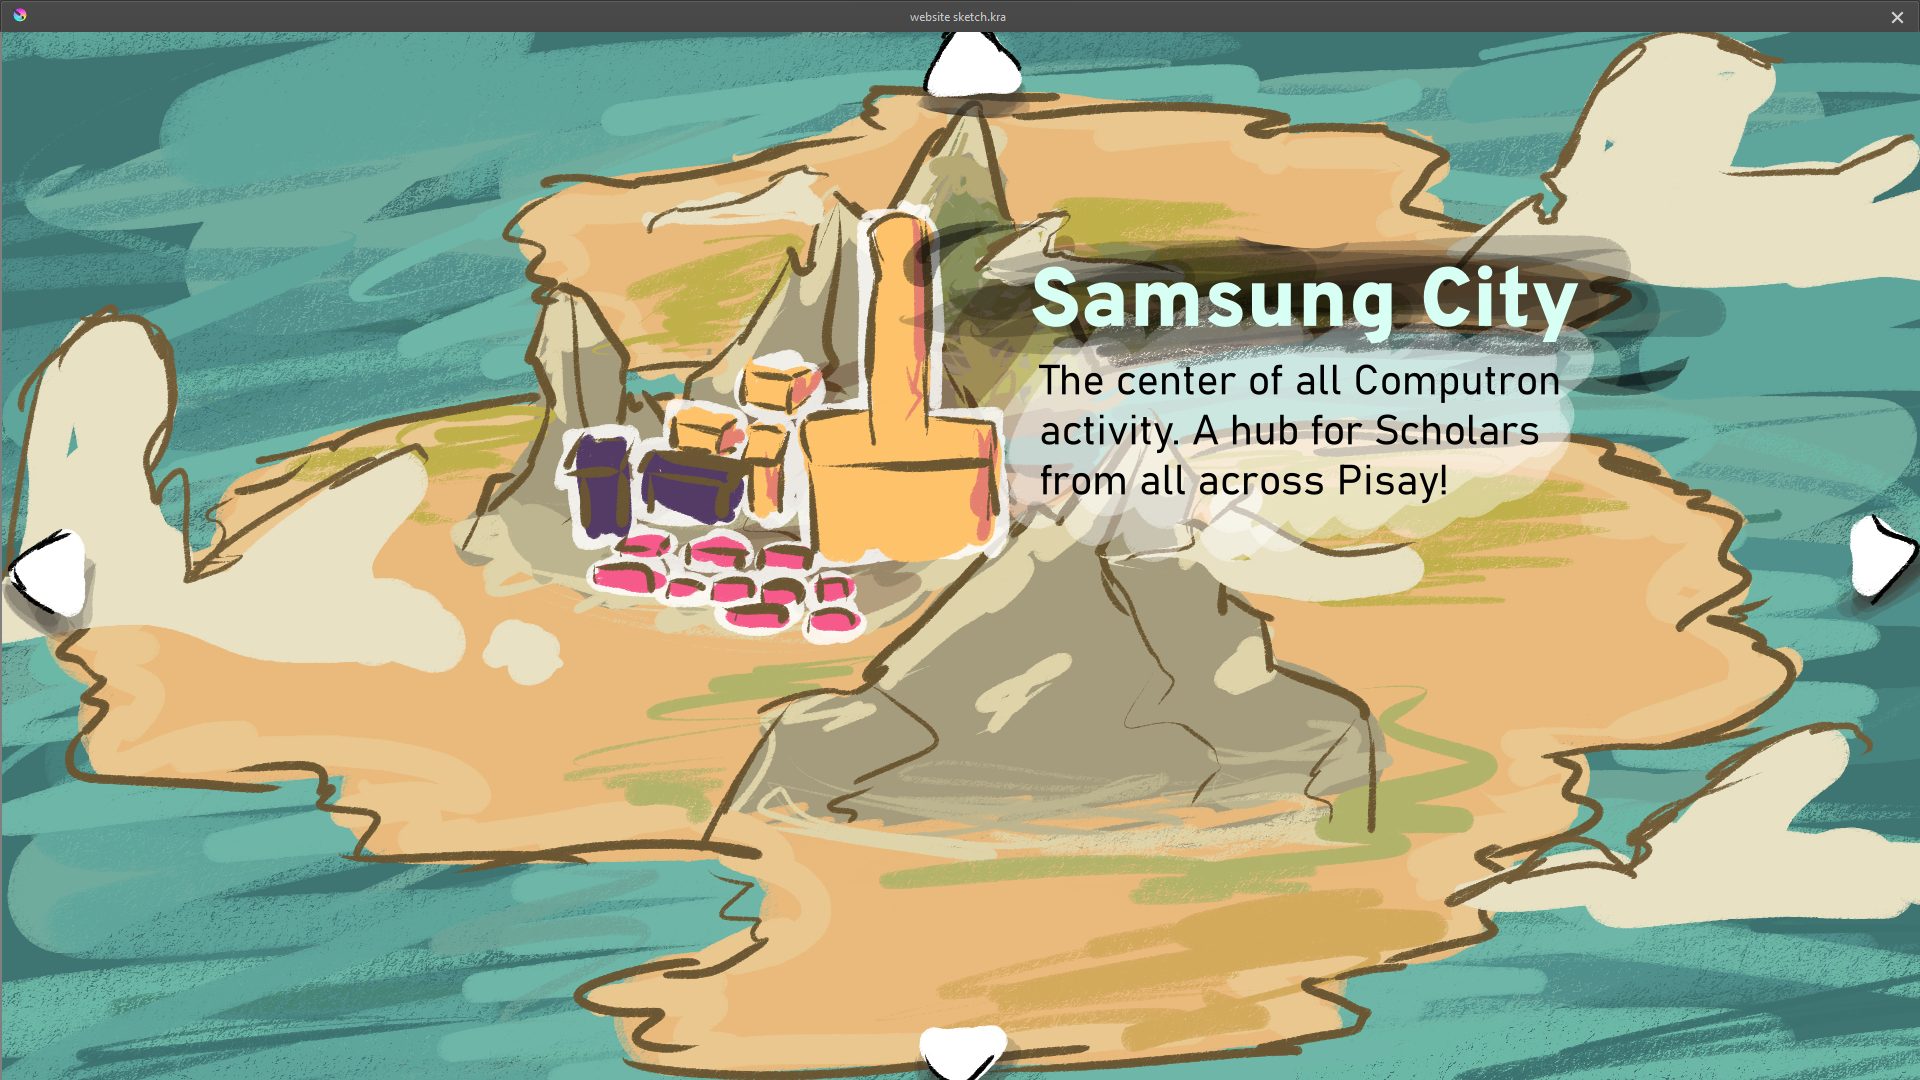 website sketch.kra
Samsung City
The center of all Computron
activity. A hub for Scholars
from all across Pisay!